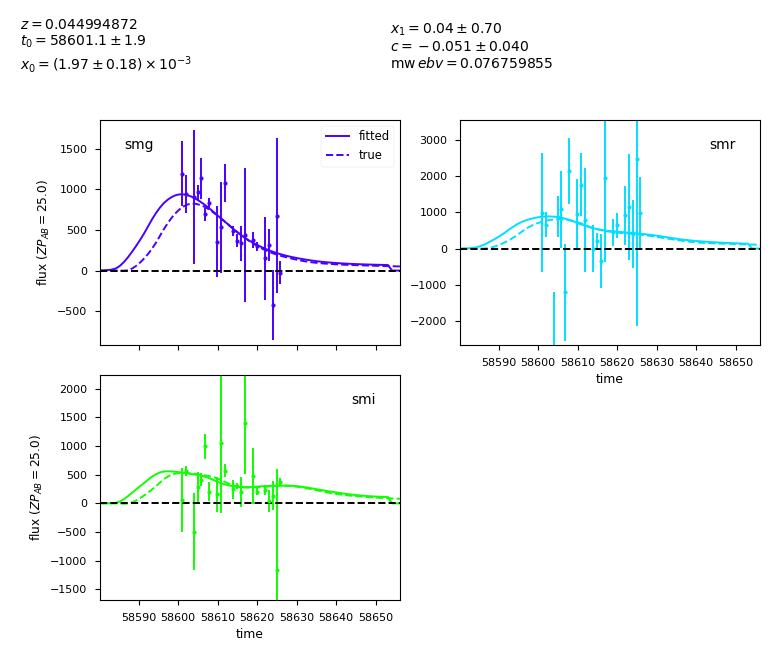 z = 0.044994872
t₀ = 58601.1 ± 1.9
x₀ = (1.97 ± 0.18) × 10⁻³
x₁ = 0.04 ± 0.70
c = −0.051 ± 0.040
mw ebv = 0.076759855
smg
fitted
true
1500
1000
500
0
−500
flux (ZP_AB = 25.0)
smr
3000
2000
1000
0
−1000
−2000
58590 58600 58610 58620 58630 58640 58650
time
smi
2000
1500
1000
500
0
−500
−1000
−1500
flux (ZP_AB = 25.0)
58590 58600 58610 58620 58630 58640 58650
time